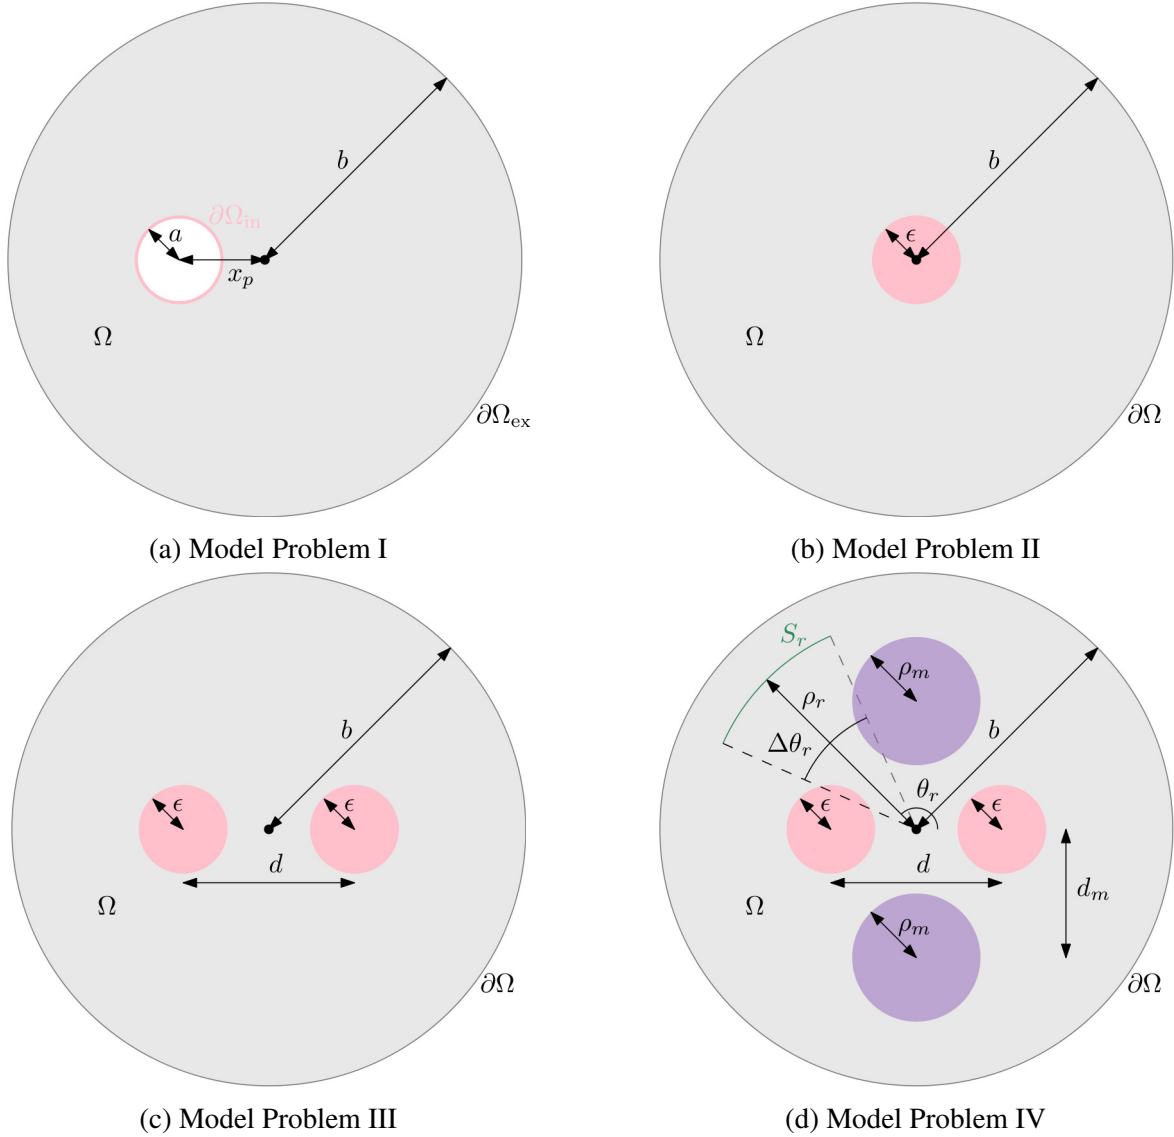 b
∂Ω_in
a
x_p
Ω
∂Ω_ex
(a) Model Problem I
b
ϵ
Ω
∂Ω
(b) Model Problem II
b
ϵ
ϵ
d
Ω
∂Ω
(c) Model Problem III
S_r
ρ_m
ρ_r
b
Δθ_r
θ_r
ϵ
ϵ
d
d_m
Ω
ρ_m
∂Ω
(d) Model Problem IV